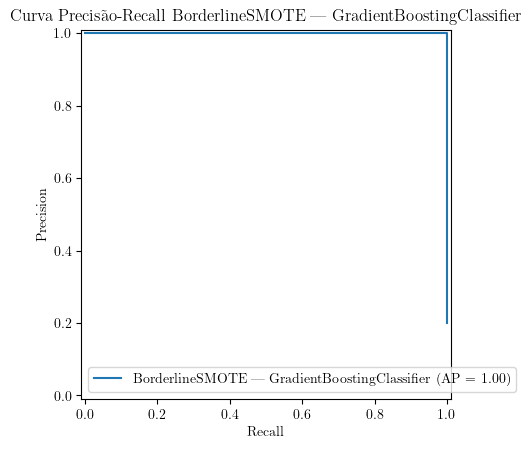 Curva Precisão-Recall BorderlineSMOTE — GradientBoostingClassifier
1.0
0.8
0.6
0.4
0.2
0.0
Precision
BorderlineSMOTE — GradientBoostingClassifier (AP = 1.00)
0.0 0.2 0.4 0.6 0.8 1.0
Recall